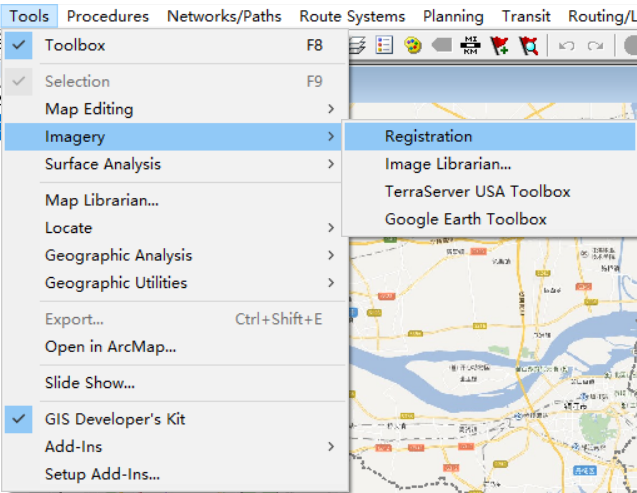 Tools Procedures Networks/Paths Route Systems Planning Transit Routing/L
Toolbox F8
MI
KM
Selection F9
Map Editing
Imagery
Registration
Surface Analysis
Image Librarian...
TerraServer USA Toolbox
Map Librarian...
Google Earth Toolbox
Locate
Geographic Analysis
Geographic Utilities
Export... Ctrl+Shift+E
Open in ArcMap...
Slide Show...
GIS Developer's Kit
Add-Ins
Setup Add-Ins...